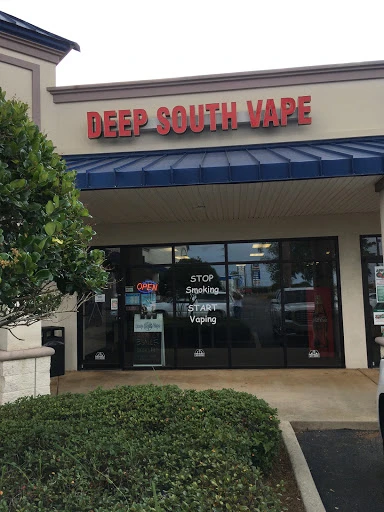 DEEP SOUTH VAPE
OPEN
STOP
Smoking
START
Vaping